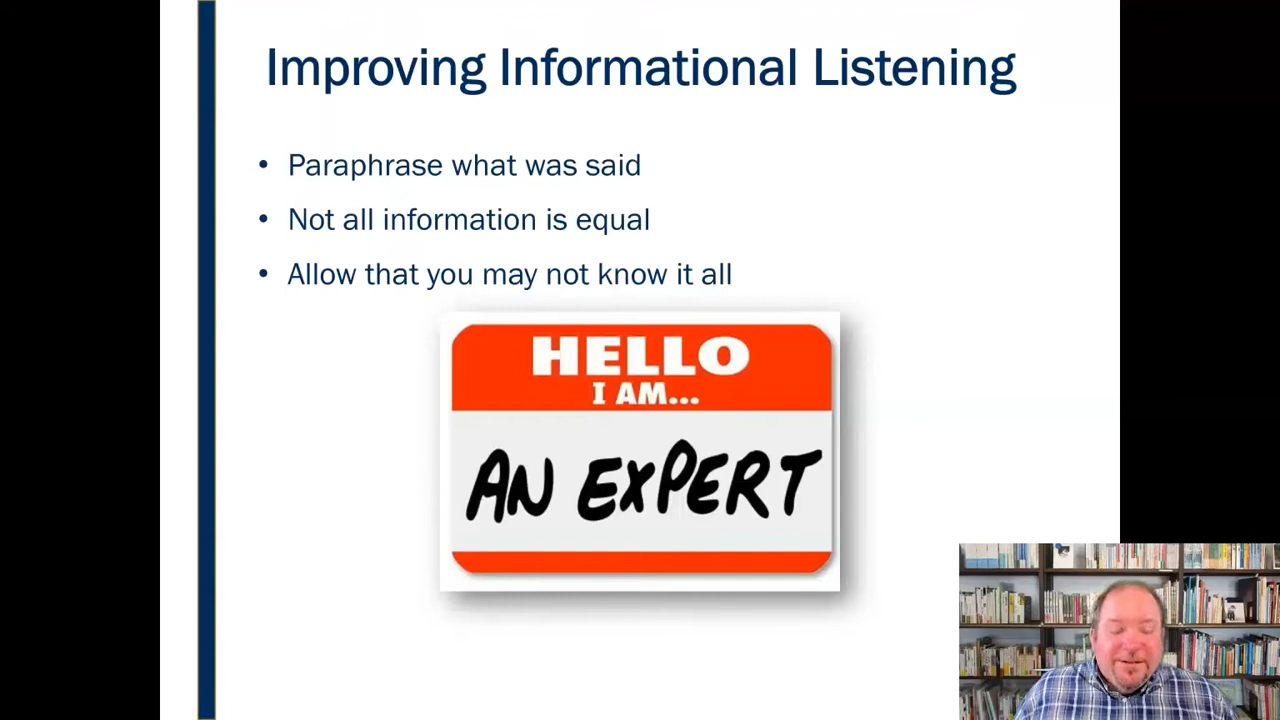 Improving Informational Listening
• Paraphrase what was said
• Not all information is equal
• Allow that you may not know it all
HELLO
I AM...
AN EXPERT